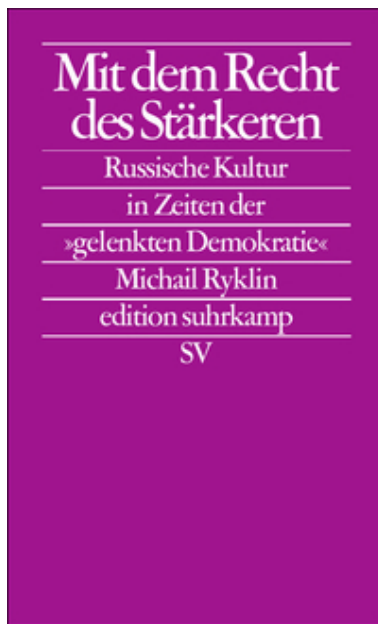 Mit dem Recht
des Stärkeren
Russische Kultur
in Zeiten der
»gelenkten Demokratie«
Michail Ryklin
edition suhrkamp
SV